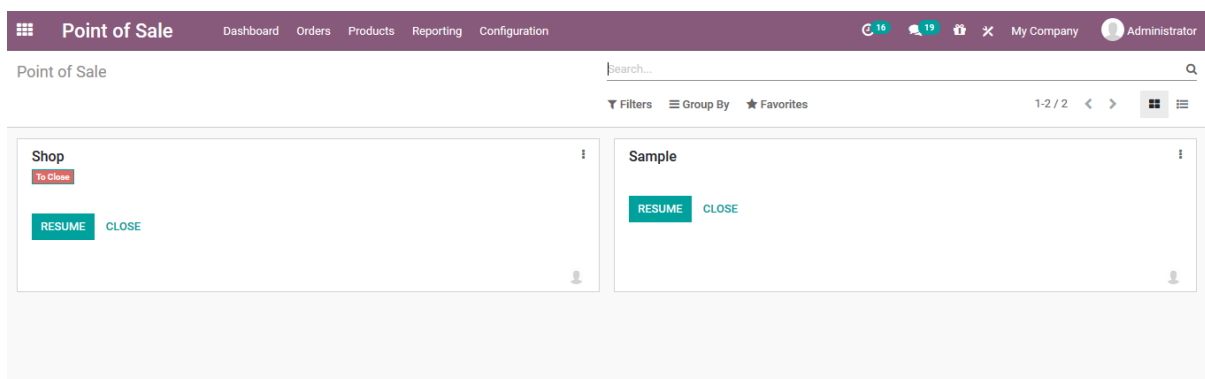 Point of Sale Dashboard Orders Products Reporting Configuration 16 19 My Company Administrator
Point of Sale Search...
Filters Group By Favorites 1-2 / 2
Shop Sample
To Close
RESUME CLOSE RESUME CLOSE